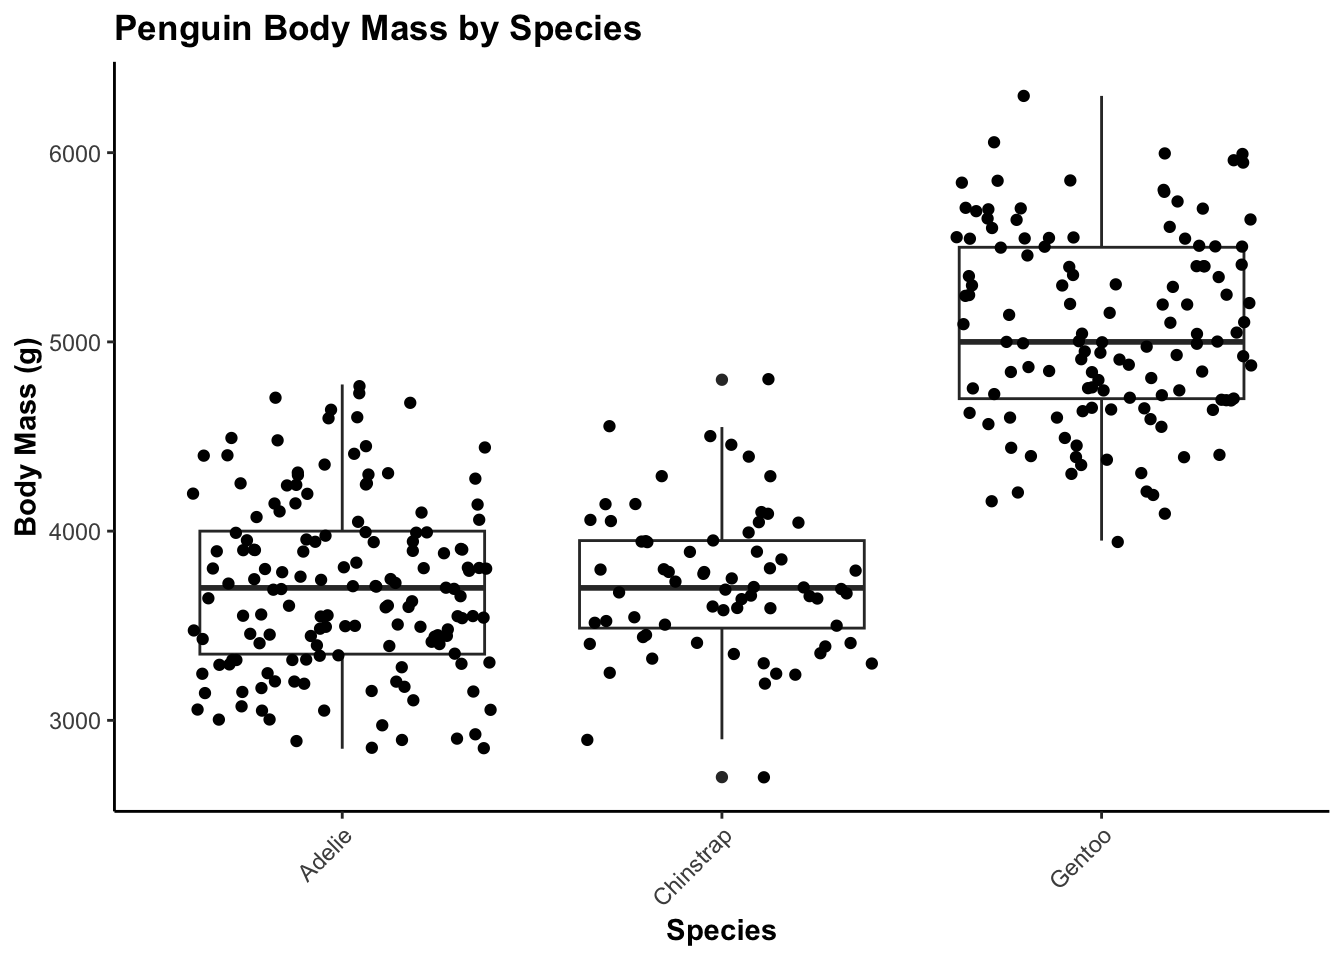 Penguin Body Mass by Species
Body Mass (g)
6000
5000
4000
3000
Adelie
Chinstrap
Gentoo
Species